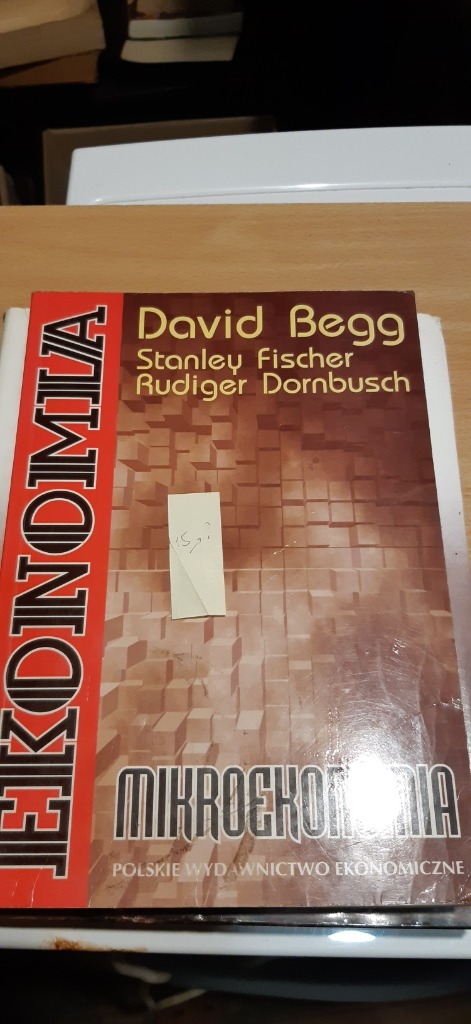 EKONOMIA
David Begg
Stanley Fischer
Rudiger Dornbusch
MIKROEKONOMIA
POLSKIE WYDAWNICTWO EKONOMICZNE